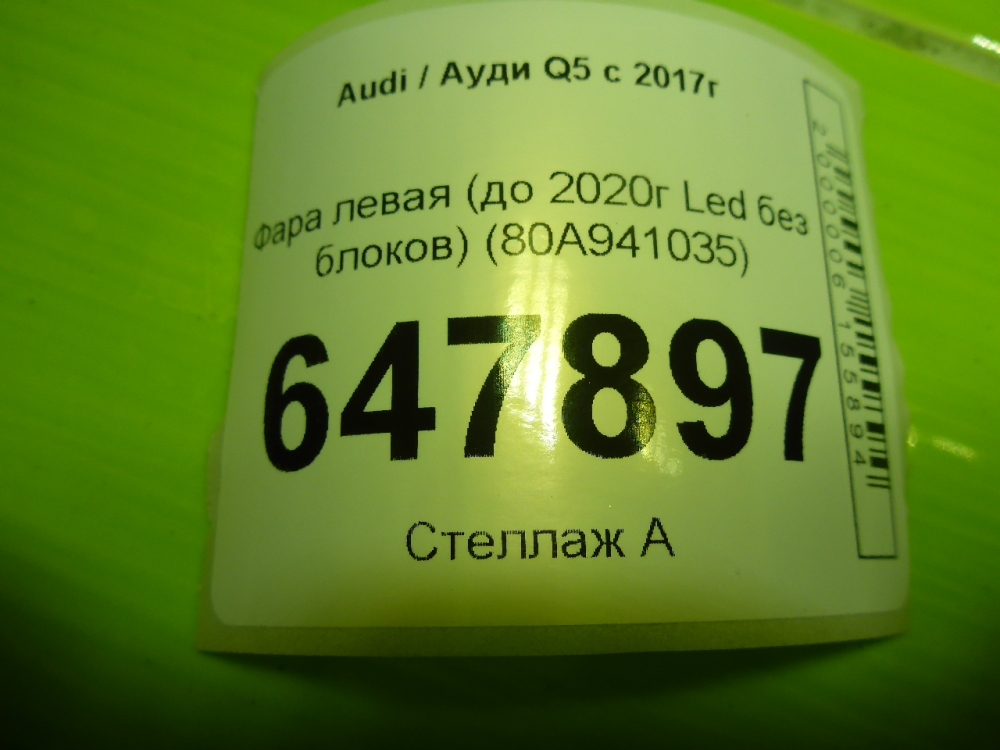 Audi / Ауди Q5 с 2017г
Фара левая (до 2020г Led без
блоков) (80A941035)
647897
Стеллаж А
2000006155894